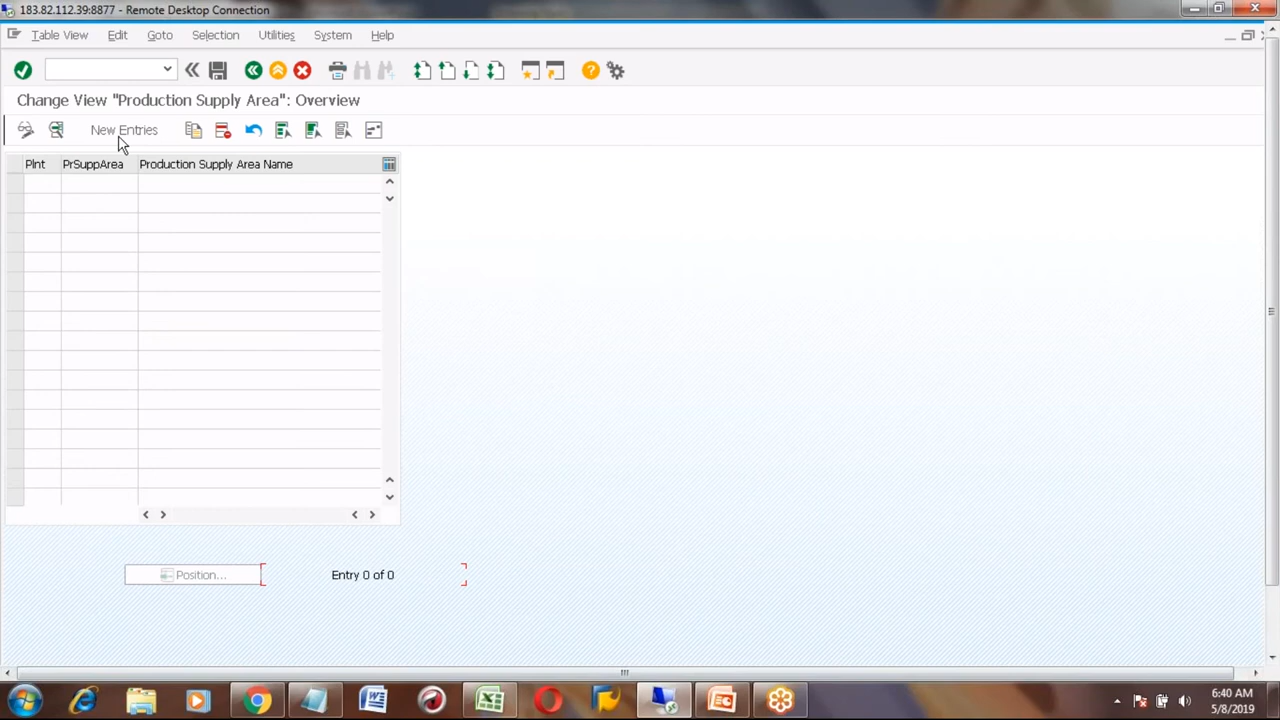 183.82.112.39:8877 - Remote Desktop Connection
Table View Edit Goto Selection Utilities System Help
Change View "Production Supply Area": Overview
New Entries
Plnt PrSuppArea Production Supply Area Name
Position... Entry 0 of 0
6:40 AM
5/8/2019